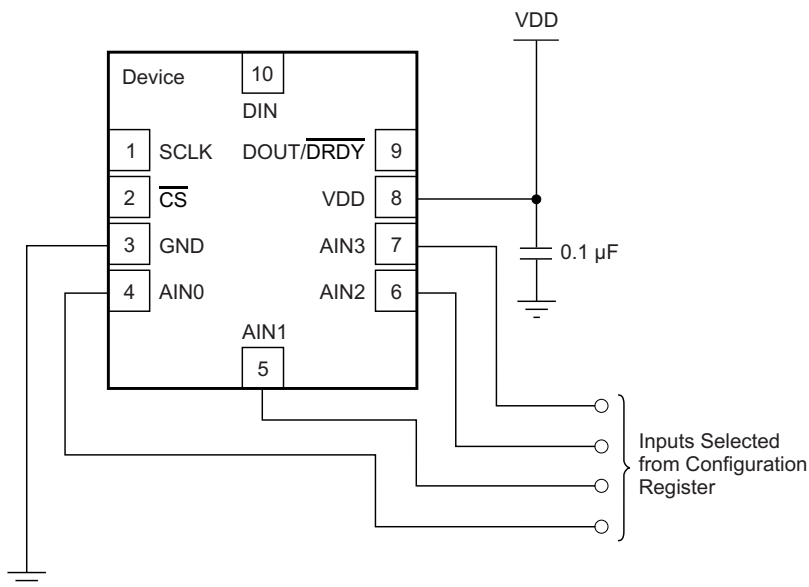 VDD
Device
10
DIN
1 SCLK
DOUT/DRDY 9
2 CS
VDD 8
3 GND
AIN3 7
0.1 µF
4 AIN0
AIN2 6
AIN1
5
Inputs Selected
from Configuration
Register